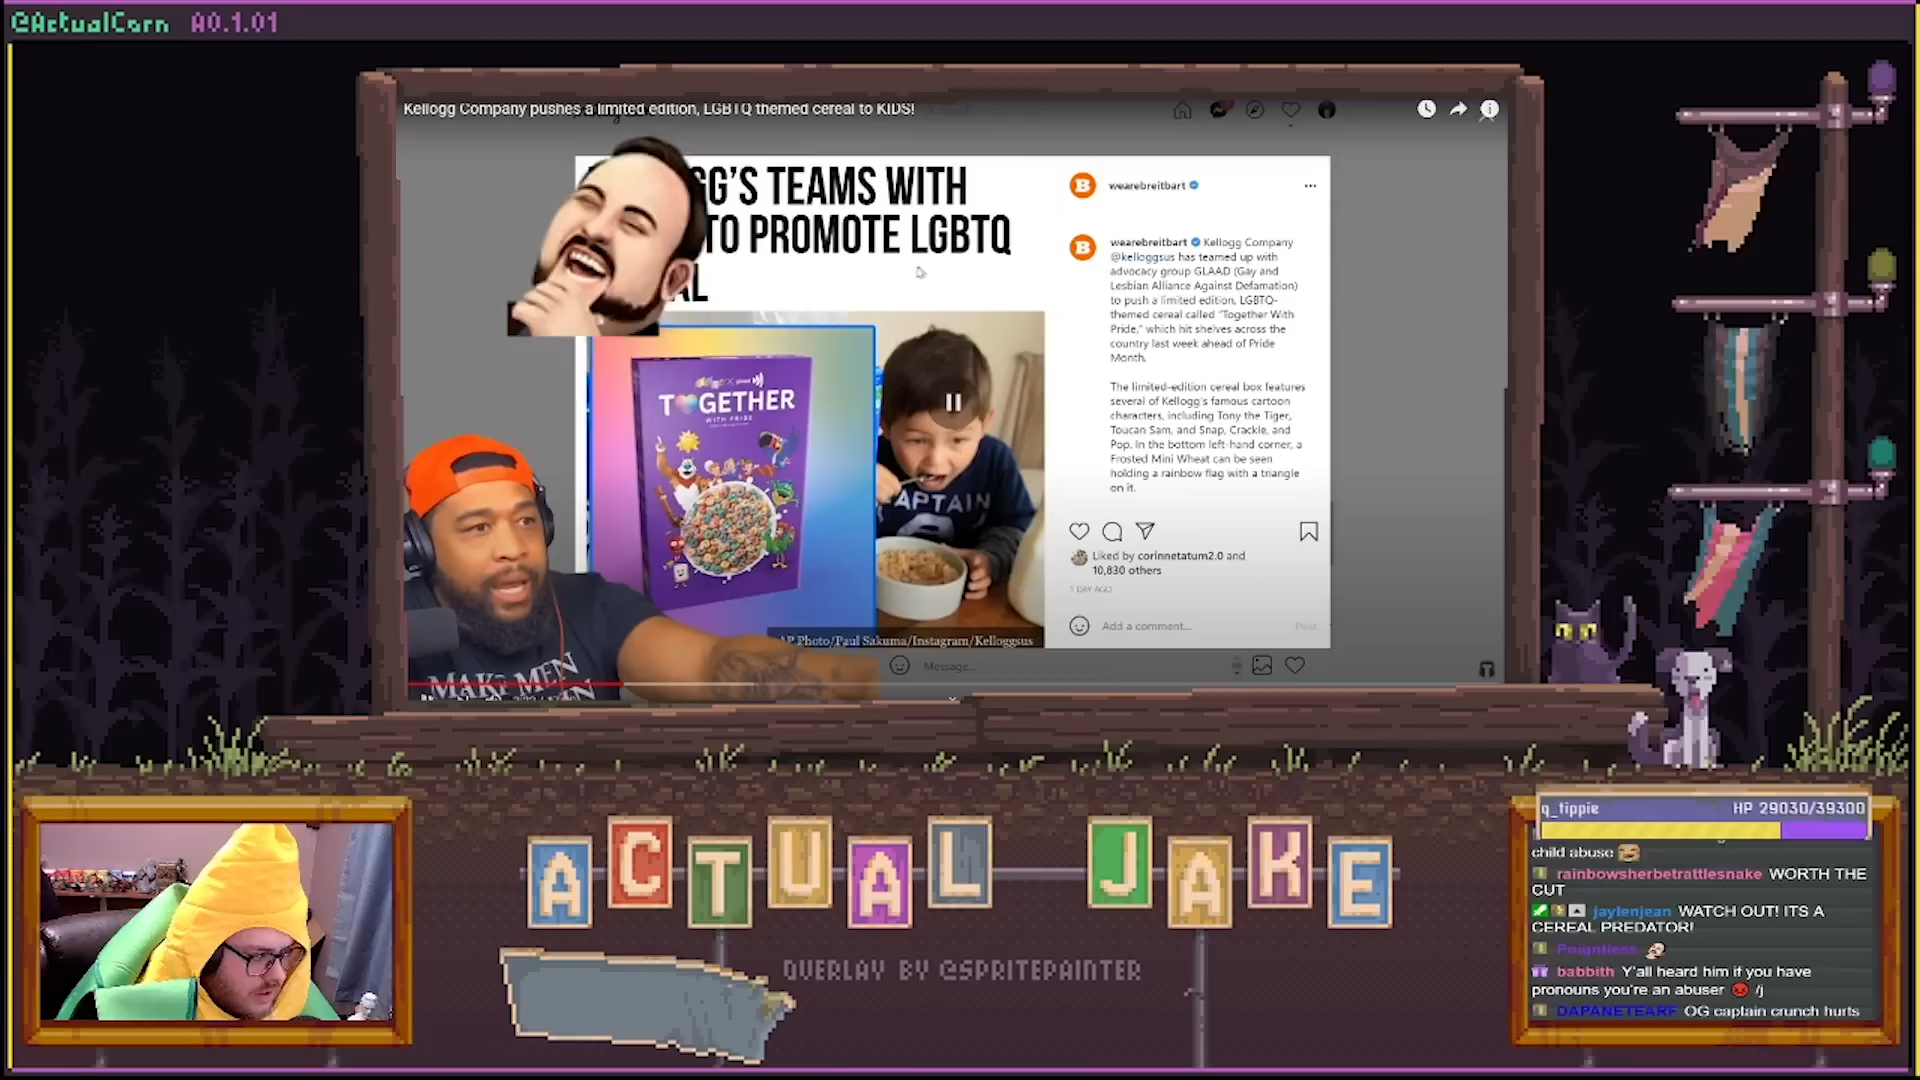 @ActualCorn A0.1.01
Kellogg Company pushes a limited edition, LGBTQ themed cereal to KIDS!
GG'S TEAMS WITH
TO PROMOTE LGBTQ
AL
TOGETHER
WITH PRIDE
CAPTAIN
AP Photo/Paul Sakuma/Instagram/Kelloggsus
MAKE MEN
wearebreitbart
wearebreitbart Kellogg Company
@kelloggsus has teamed up with
advocacy group GLAAD (Gay and
Lesbian Alliance Against Defamation)
to push a limited edition, LGBTQ-
themed cereal called "Together With
Pride," which hit shelves across the
country last week ahead of Pride
Month.
The limited-edition cereal box features
several of Kellogg's famous cartoon
characters, including Tony the Tiger,
Toucan Sam, and Snap, Crackle, and
Pop. In the bottom left-hand corner, a
Frosted Mini Wheat can be seen
holding a rainbow flag with a triangle
on it.
Liked by corinnetatum2.0 and
10,830 others
1 DAY AGO
Add a comment...
Post
Message...
ACTUAL JAKE
OVERLAY BY @SPRITEPAINTER
q_tippie HP 29030/39300
child abuse
rainbowsherbetrattlesnake WORTH THE
CUT
jaylenjean WATCH OUT! ITS A
CEREAL PREDATOR!
Poigntless
babbith Y'all heard him if you have
pronouns you're an abuser /j
DAPANETEARF OG captain crunch hurts